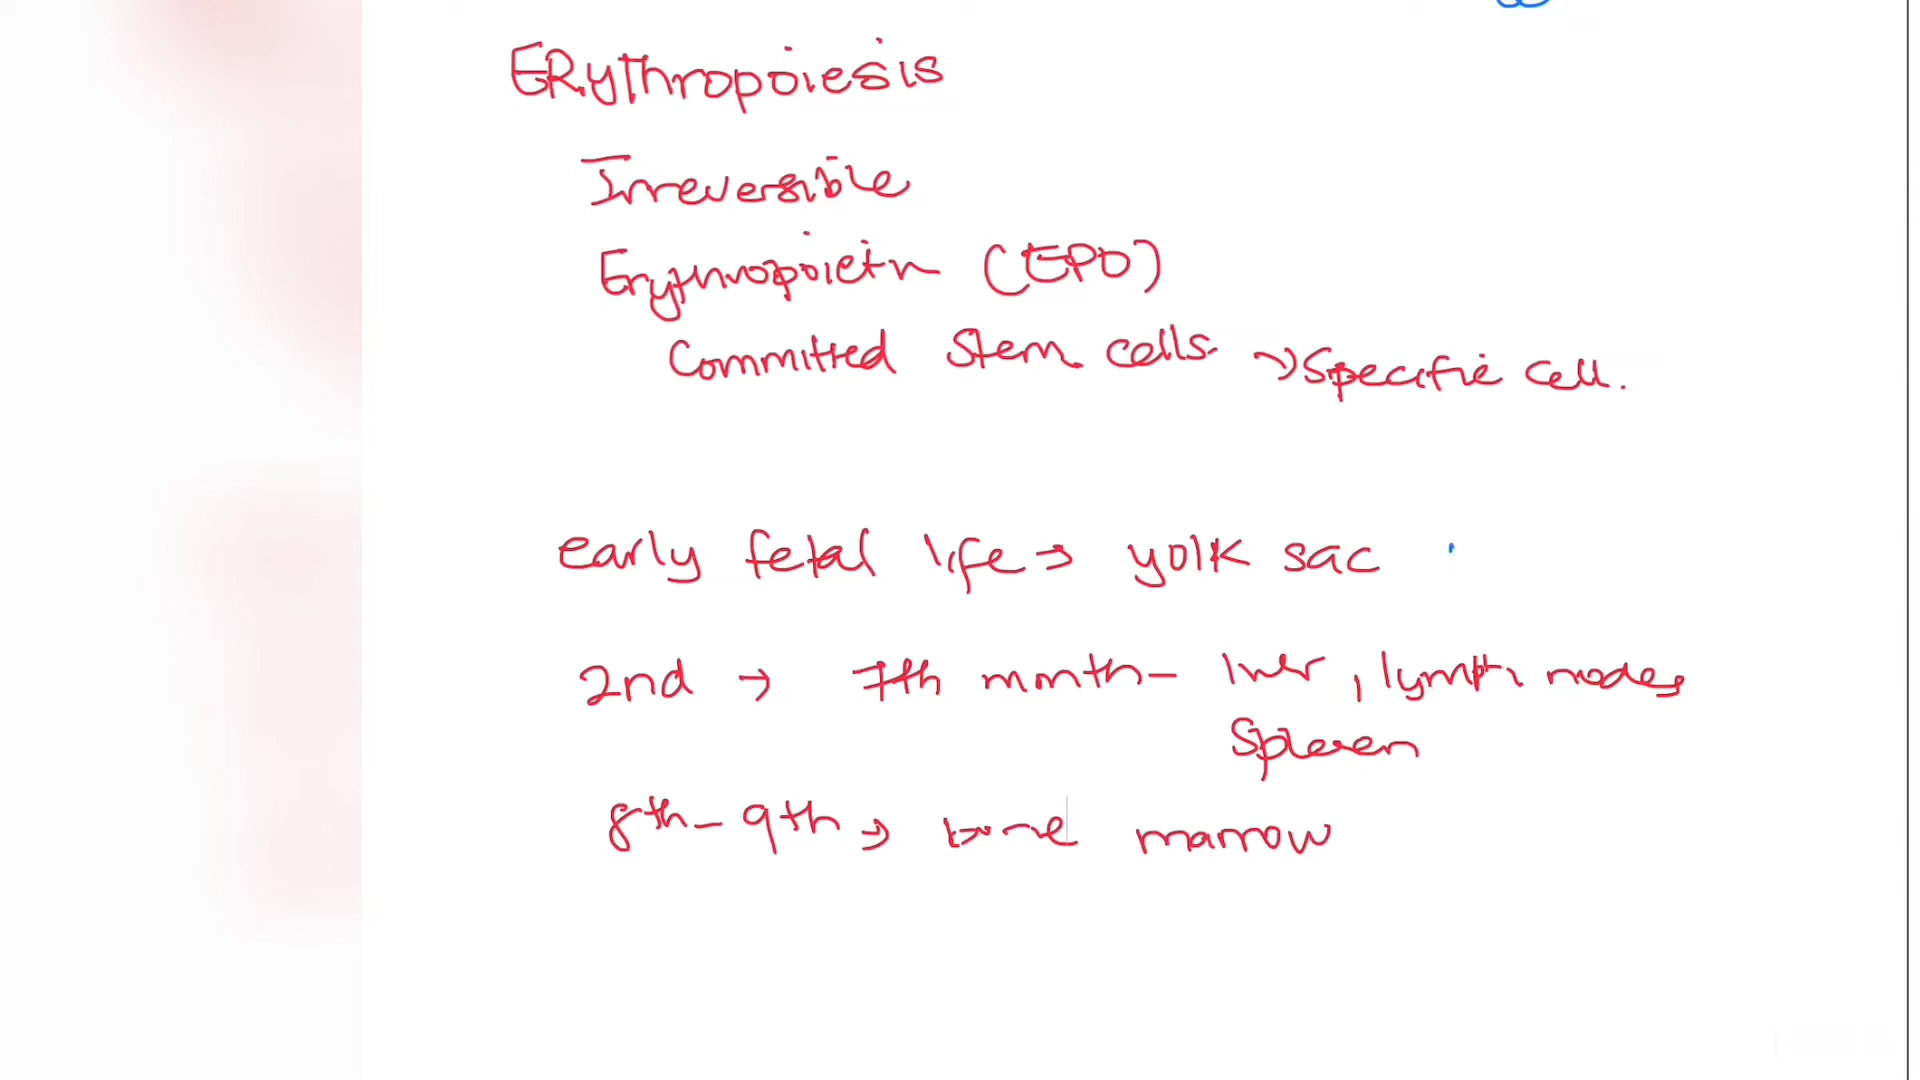 ERythropoiesis
Irreversible
Erythropoietin (EPO)
Committed Stem cells → Specific cell.
early fetal life → yolk sac
2nd → 7th month - liver, lymph nodes
Spleen
8th - 9th → bone marrow